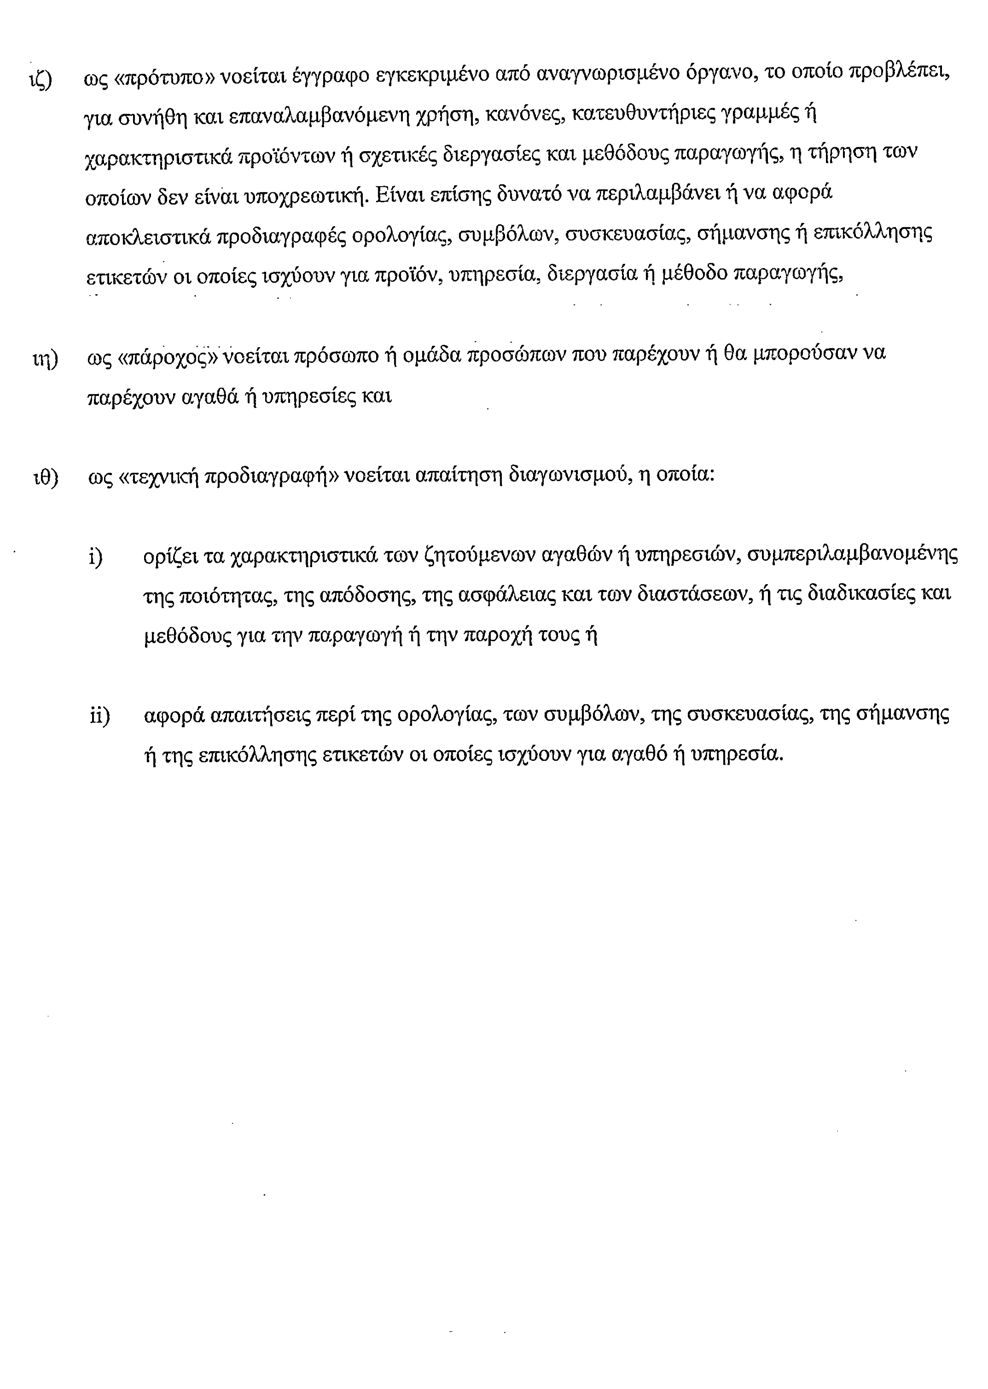 ιζ) ως «πρότυπο» νοείται έγγραφο εγκεκριμένο από αναγνωρισμένο όργανο, το οποίο προβλέπει,
για συνήθη και επαναλαμβανόμενη χρήση, κανόνες, κατευθυντήριες γραμμές ή
χαρακτηριστικά προϊόντων ή σχετικές διεργασίες και μεθόδους παραγωγής, η τήρηση των
οποίων δεν είναι υποχρεωτική. Είναι επίσης δυνατό να περιλαμβάνει ή να αφορά
αποκλειστικά προδιαγραφές ορολογίας, συμβόλων, συσκευασίας, σήμανσης ή επικόλλησης
ετικετών οι οποίες ισχύουν για προϊόν, υπηρεσία, διεργασία ή μέθοδο παραγωγής,
ιη) ως «πάροχος» νοείται πρόσωπο ή ομάδα προσώπων που παρέχουν ή θα μπορούσαν να
παρέχουν αγαθά ή υπηρεσίες και
ιθ) ως «τεχνική προδιαγραφή» νοείται απαίτηση διαγωνισμού, η οποία:
i) ορίζει τα χαρακτηριστικά των ζητούμενων αγαθών ή υπηρεσιών, συμπεριλαμβανομένης
της ποιότητας, της απόδοσης, της ασφάλειας και των διαστάσεων, ή τις διαδικασίες και
μεθόδους για την παραγωγή ή την παροχή τους ή
ii) αφορά απαιτήσεις περί της ορολογίας, των συμβόλων, της συσκευασίας, της σήμανσης
ή της επικόλλησης ετικετών οι οποίες ισχύουν για αγαθό ή υπηρεσία.